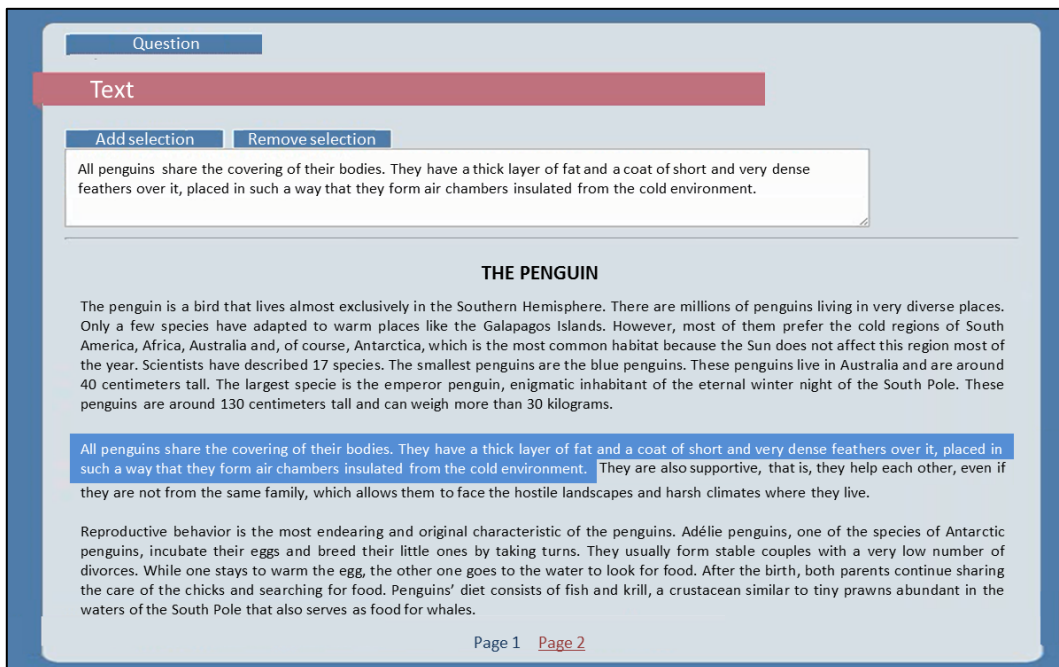 Question
Text
Add selection
Remove selection
All penguins share the covering of their bodies. They have a thick layer of fat and a coat of short and very dense
feathers over it, placed in such a way that they form air chambers insulated from the cold environment.
THE PENGUIN
The penguin is a bird that lives almost exclusively in the Southern Hemisphere. There are millions of penguins living in very diverse places.
Only a few species have adapted to warm places like the Galapagos Islands. However, most of them prefer the cold regions of South
America, Africa, Australia and, of course, Antarctica, which is the most common habitat because the Sun does not affect this region most of
the year. Scientists have described 17 species. The smallest penguins are the blue penguins. These penguins live in Australia and are around
40 centimeters tall. The largest specie is the emperor penguin, enigmatic inhabitant of the eternal winter night of the South Pole. These
penguins are around 130 centimeters tall and can weigh more than 30 kilograms.
All penguins share the covering of their bodies. They have a thick layer of fat and a coat of short and very dense feathers over it, placed in
such a way that they form air chambers insulated from the cold environment. They are also supportive, that is, they help each other, even if
they are not from the same family, which allows them to face the hostile landscapes and harsh climates where they live.
Reproductive behavior is the most endearing and original characteristic of the penguins. Adélie penguins, one of the species of Antarctic
penguins, incubate their eggs and breed their little ones by taking turns. They usually form stable couples with a very low number of
divorces. While one stays to warm the egg, the other one goes to the water to look for food. After the birth, both parents continue sharing
the care of the chicks and searching for food. Penguins’ diet consists of fish and krill, a crustacean similar to tiny prawns abundant in the
waters of the South Pole that also serves as food for whales.
Page 1 Page 2